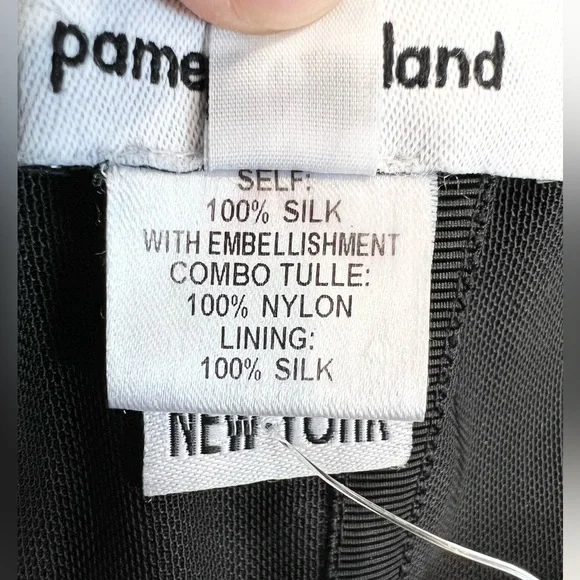 pame land
SELF:
100% SILK
WITH EMBELLISHMENT
COMBO TULLE:
100% NYLON
LINING:
100% SILK
NEW YORK